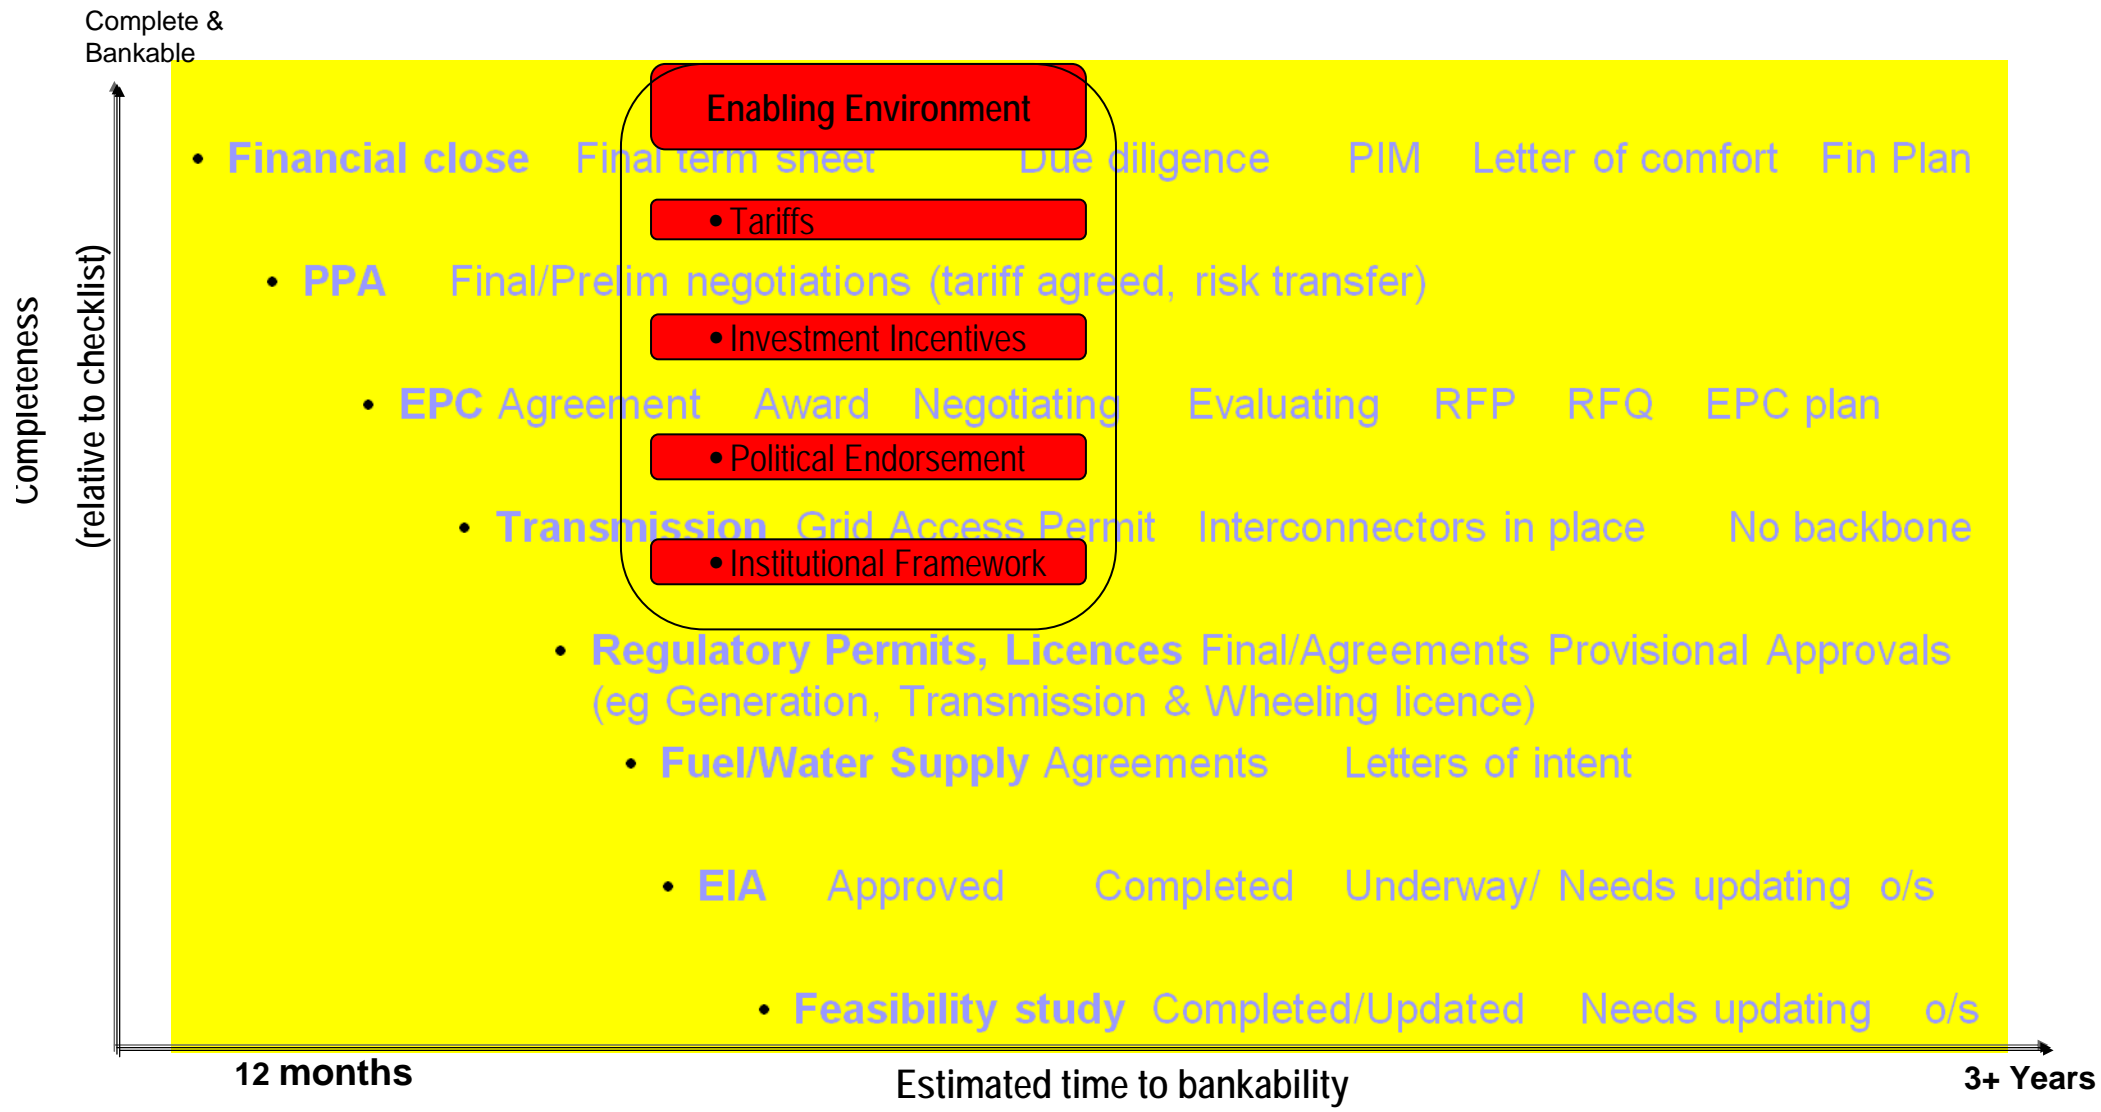 Complete &
Bankable
Enabling Environment
• Financial close Final term sheet Due diligence PIM Letter of comfort Fin Plan
• Tariffs
• PPA Final/Prelim negotiations (tariff agreed, risk transfer)
• Investment Incentives
• EPC Agreement Award Negotiating Evaluating RFP RFQ EPC plan
• Political Endorsement
• Transmission Grid Access Permit Interconnectors in place No backbone
• Institutional Framework
• Regulatory Permits, Licences Final/Agreements Provisional Approvals
(eg Generation, Transmission & Wheeling licence)
• Fuel/Water Supply Agreements Letters of intent
• EIA Approved Completed Underway/ Needs updating o/s
• Feasibility study Completed/Updated Needs updating o/s
Completeness
(relative to checklist)
12 months
Estimated time to bankability
3+ Years